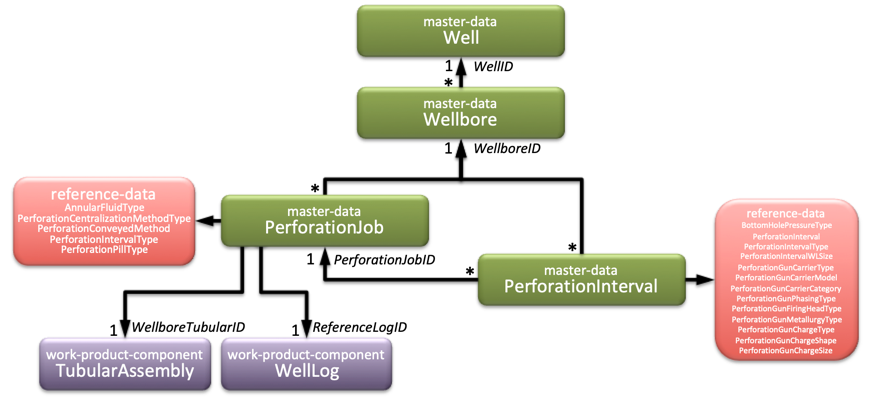 master-data
Well
1 WellID
*
master-data
Wellbore
1 WellboreID
*
*
reference-data
AnnularFluidType
PerforationCentralizationMethodType
PerforationConveyedMethod
PerforationIntervalType
PerforationPillType
master-data
PerforationJob
1 PerforationJobID
*
master-data
PerforationInterval
reference-data
BottomHolePressureType
PerforationInterval
PerforationIntervalType
PerforationIntervalWLSize
PerforationGunCarrierType
PerforationGunCarrierModel
PerforationGunCarrierCategory
PerforationGunPhasingType
PerforationGunFiringHeadType
PerforationGunMetallurgyType
PerforationGunChargeType
PerforationGunChargeShape
PerforationGunChargeSize
1 WellboreTubularID
1 ReferenceLogID
work-product-component
TubularAssembly
work-product-component
WellLog